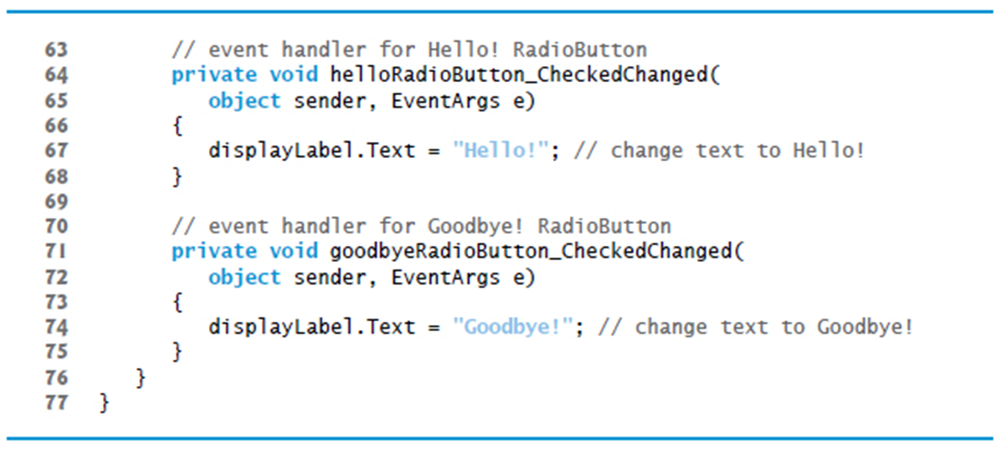 63 // event handler for Hello! RadioButton
64 private void helloRadioButton_CheckedChanged(
65 object sender, EventArgs e)
66 {
67 displayLabel.Text = "Hello!"; // change text to Hello!
68 }
69
70 // event handler for Goodbye! RadioButton
71 private void goodbyeRadioButton_CheckedChanged(
72 object sender, EventArgs e)
73 {
74 displayLabel.Text = "Goodbye!"; // change text to Goodbye!
75 }
76 }
77 }